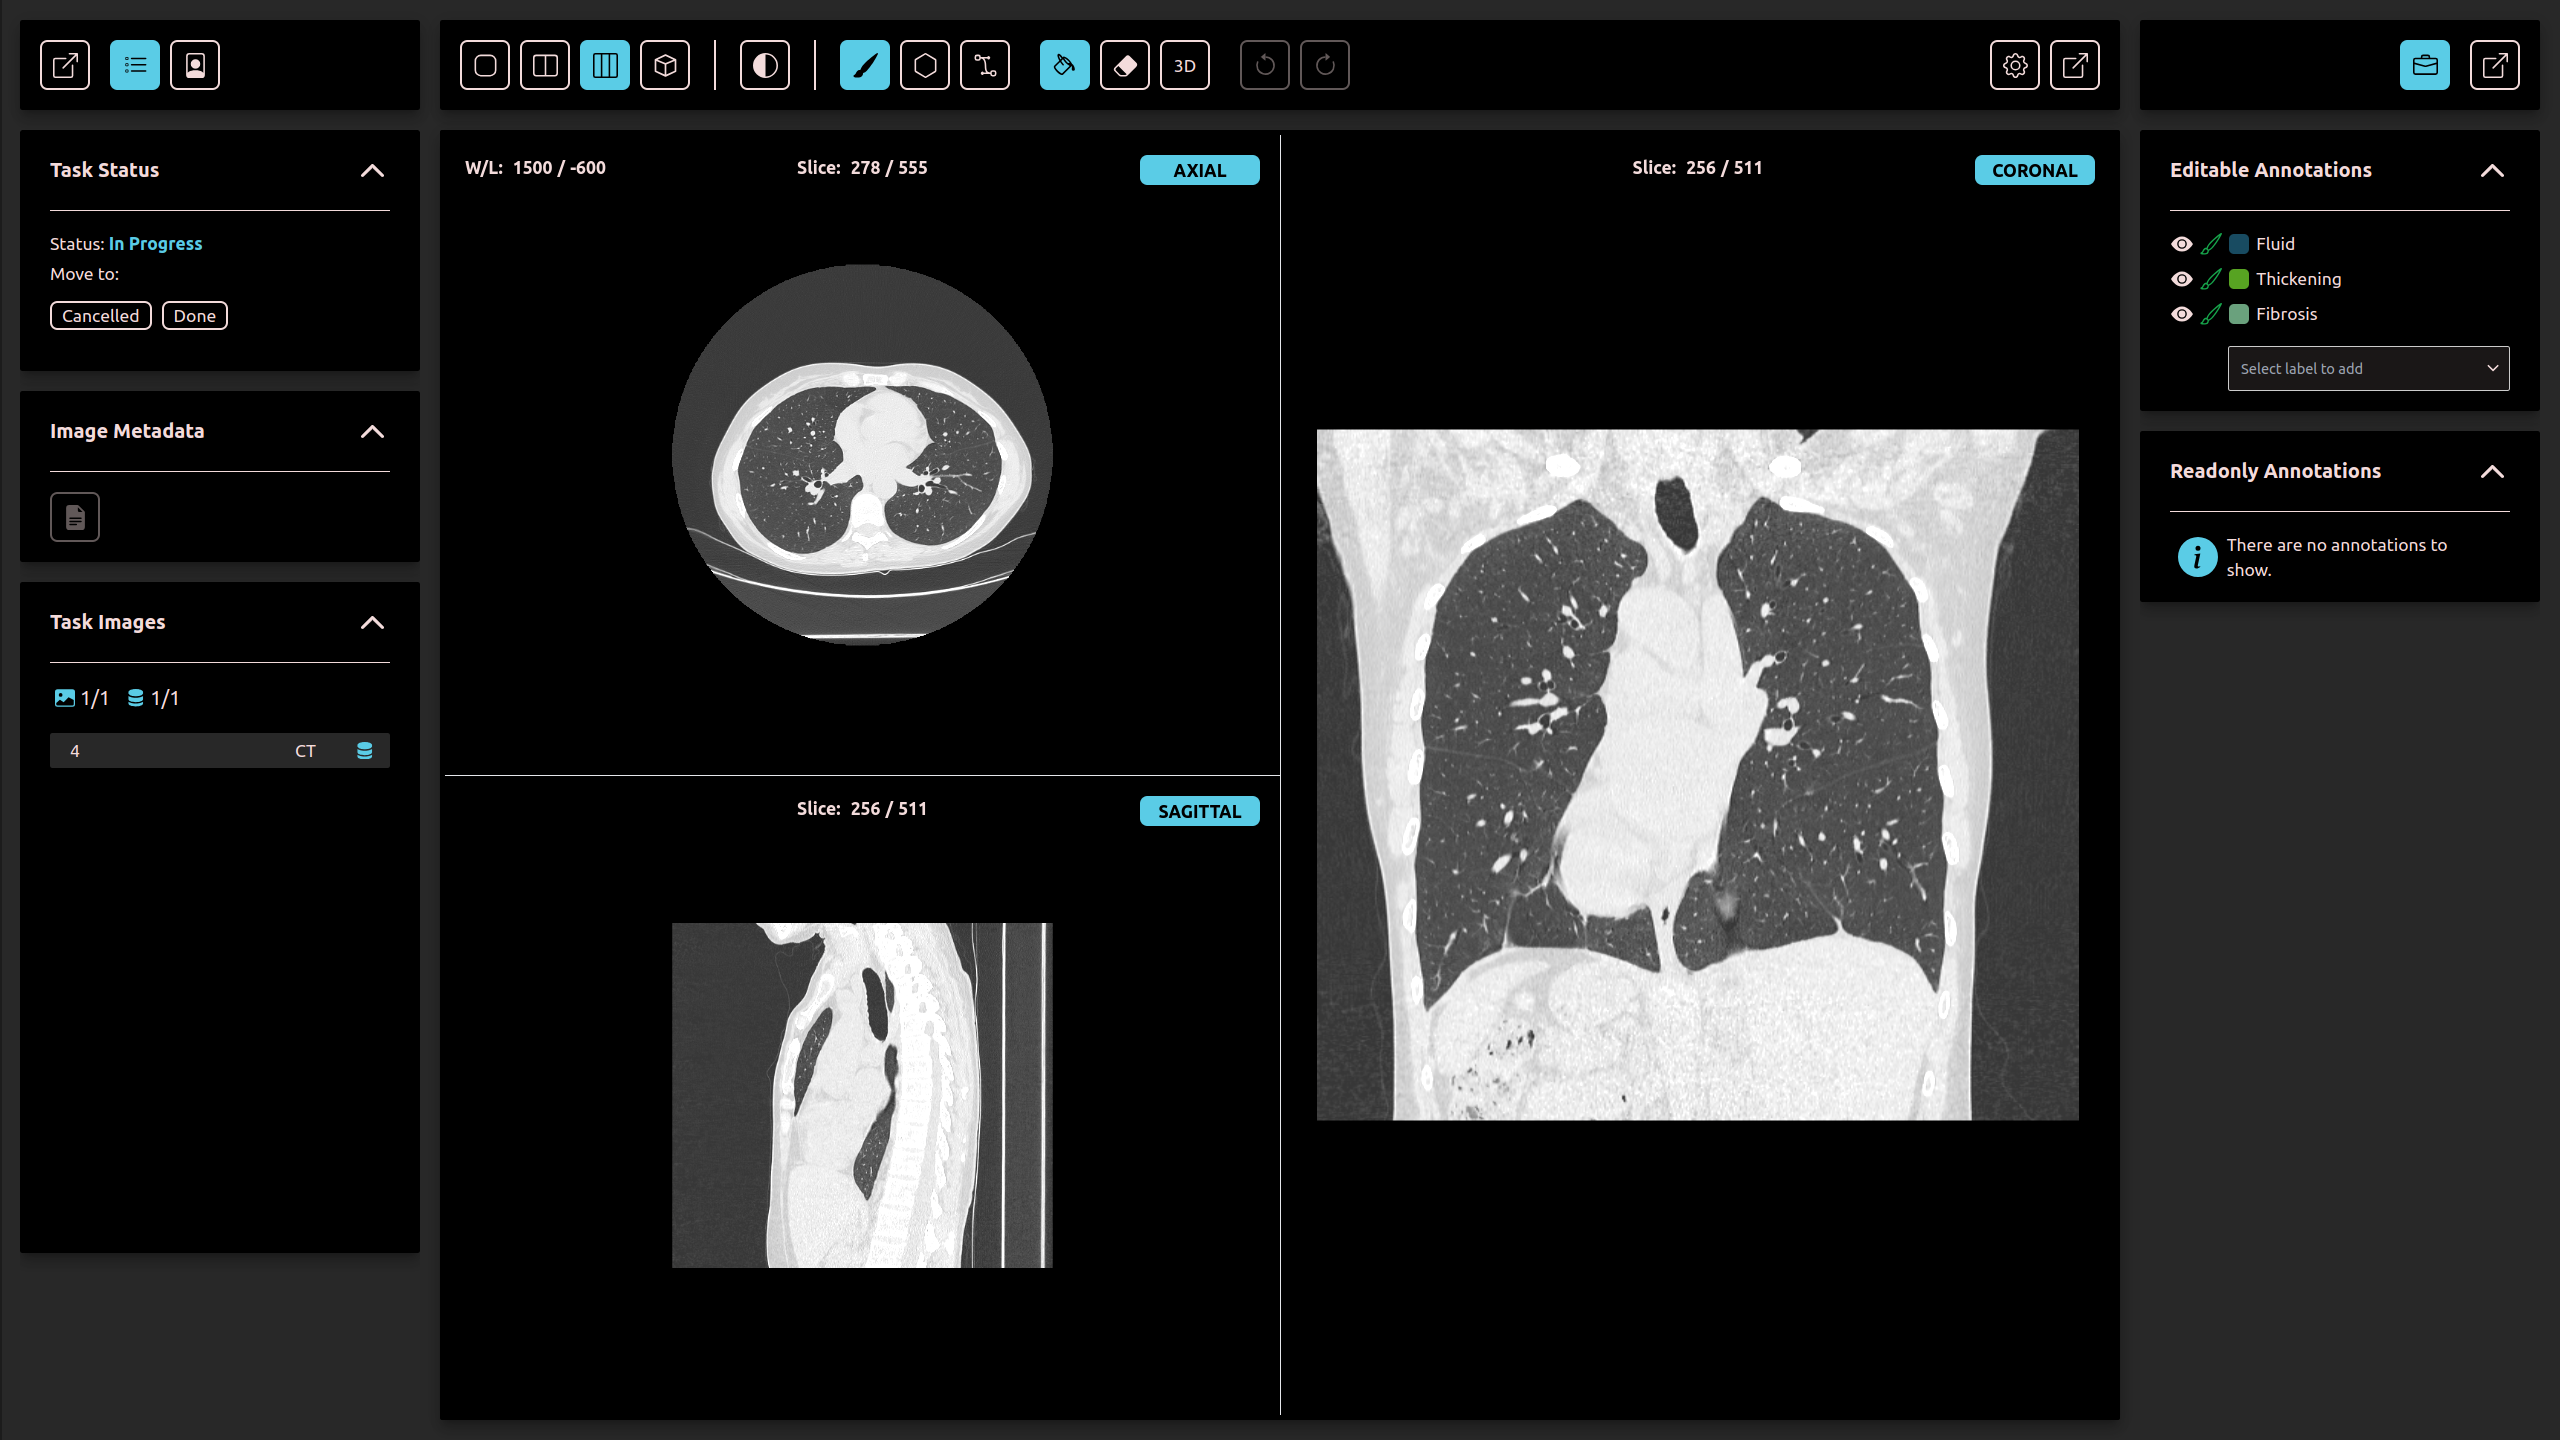 3D
Task Status
Status: In Progress
Move to:
Cancelled Done
Image Metadata
Task Images
1/1 1/1
4 CT
W/L: 1500 / -600 Slice: 278 / 555 AXIAL
Slice: 256 / 511 SAGITTAL
Slice: 256 / 511 CORONAL
Editable Annotations
Fluid
Thickening
Fibrosis
Select label to add
Readonly Annotations
i There are no annotations to
show.